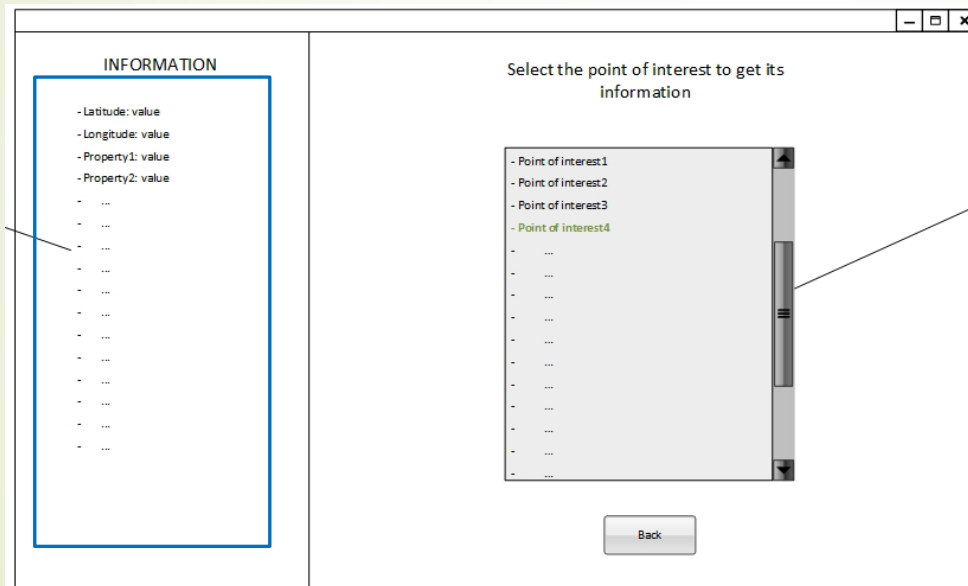 INFORMATION
- Latitude: value
- Longitude: value
- Property1: value
- Property2: value
- ...
- ...
- ...
- ...
- ...
- ...
- ...
- ...
- ...
- ...
- ...
- ...
Select the point of interest to get its
information
- Point of interest1
- Point of interest2
- Point of interest3
- Point of interest4
- ...
- ...
- ...
- ...
- ...
- ...
- ...
- ...
- ...
- ...
- ...
Back